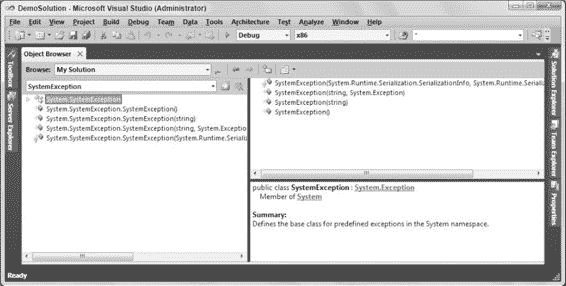 DemoSolution - Microsoft Visual Studio (Administrator)
File Edit View Project Build Debug Team Data Tools Architecture Test Analyze Window Help
Debug x86
Toolbox
Server Explorer
Object Browser
Browse: My Solution
SystemException
System.SystemException
System.SystemException.SystemException()
System.SystemException.SystemException(string)
System.SystemException.SystemException(string, System.Exceptio
System.SystemException.SystemException(System.Runtime.Serializ
SystemException(System.Runtime.Serialization.SerializationInfo, System.Runtime.Seriali
SystemException(string, System.Exception)
SystemException(string)
SystemException()
public class SystemException : System.Exception
Member of System
Summary:
Defines the base class for predefined exceptions in the System namespace.
Solution Explorer
Team Explorer
Properties
Ready